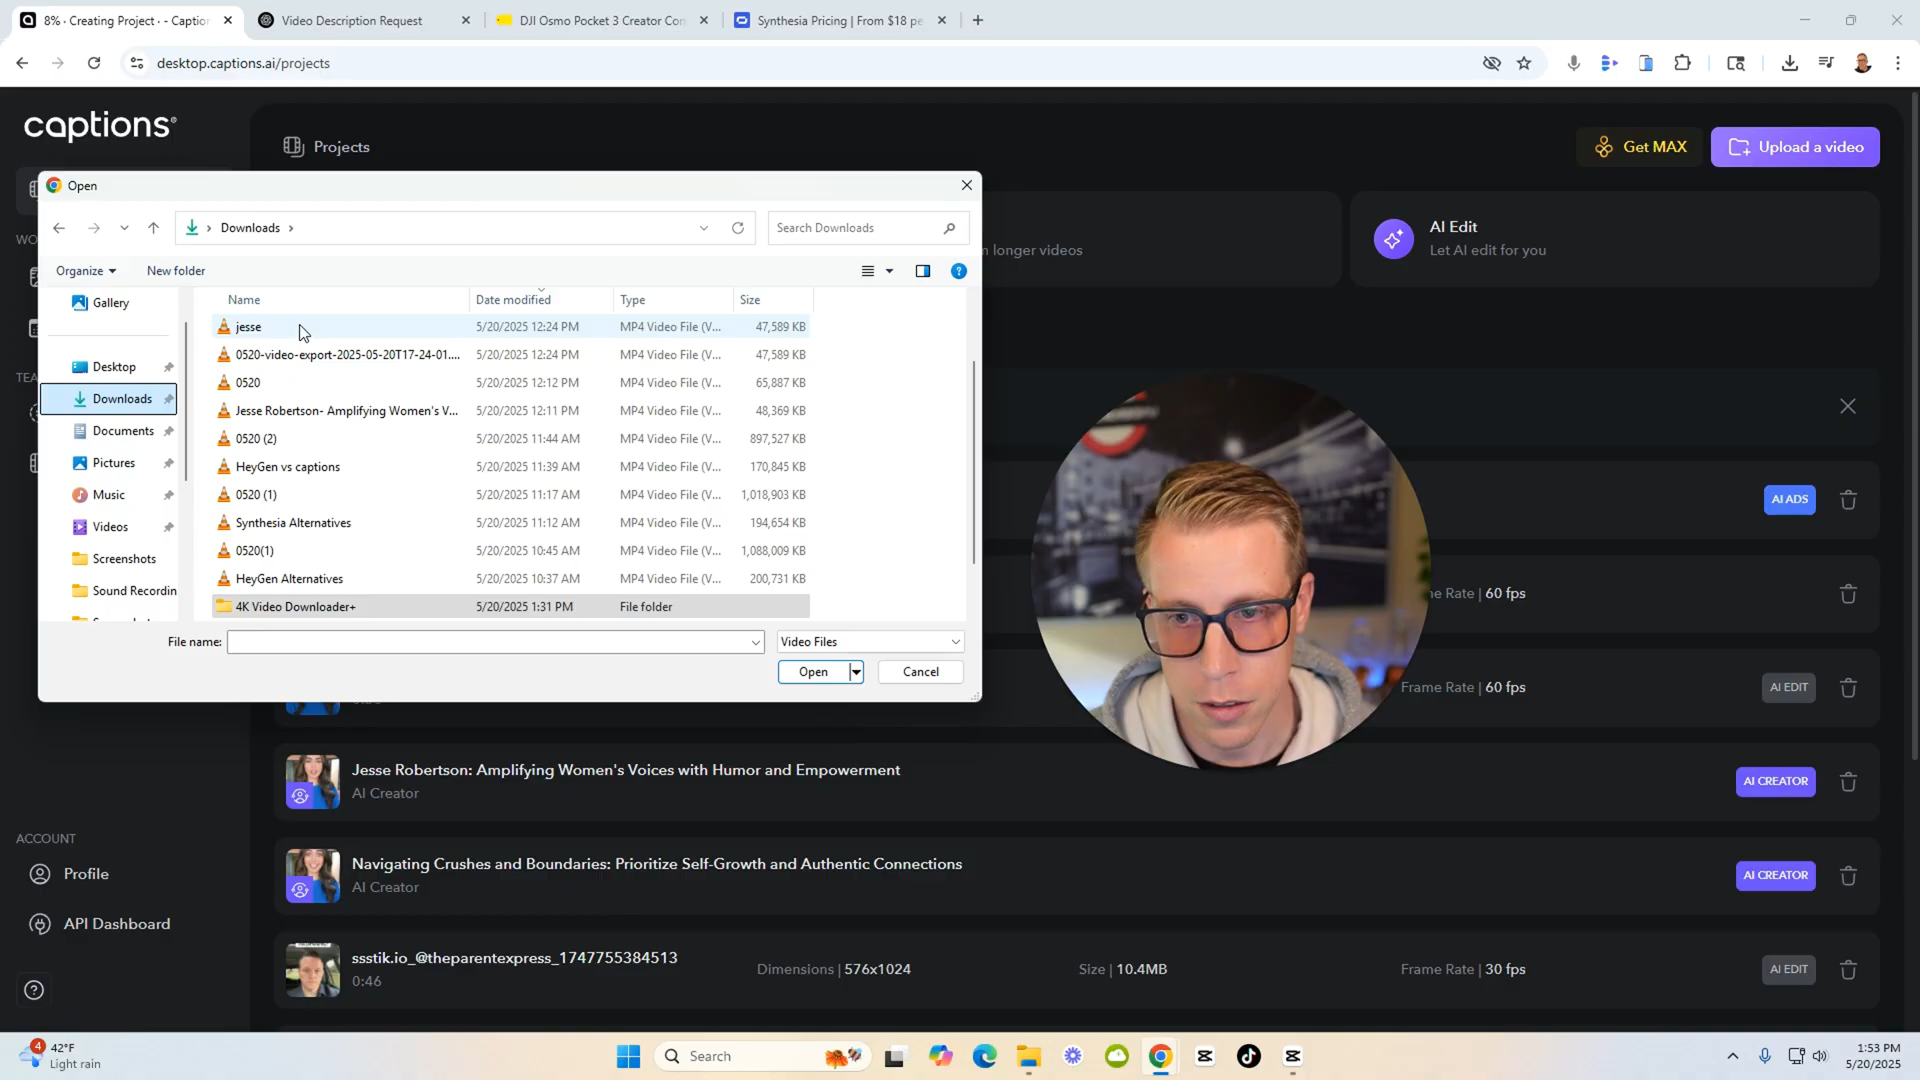 8% · Creating Project · - Caption
Video Description Request
DJI Osmo Pocket 3 Creator Con
Synthesia Pricing | From $18 pe
desktop.captions.ai/projects
captions
Projects
Get MAX
Upload a video
AI Edit
Let AI edit for you
n longer videos
WO
TEA
Open
Downloads
Search Downloads
Organize
New folder
Name Date modified Type Size
Gallery
Desktop
Downloads
Documents
Pictures
Music
Videos
Screenshots
Sound Recordin
jesse 5/20/2025 12:24 PM MP4 Video File (V... 47,589 KB
0520-video-export-2025-05-20T17-24-01.... 5/20/2025 12:24 PM MP4 Video File (V... 47,589 KB
0520 5/20/2025 12:12 PM MP4 Video File (V... 65,887 KB
Jesse Robertson- Amplifying Women's V... 5/20/2025 12:11 PM MP4 Video File (V... 48,369 KB
0520 (2) 5/20/2025 11:44 AM MP4 Video File (V... 897,527 KB
HeyGen vs captions 5/20/2025 11:39 AM MP4 Video File (V... 170,845 KB
0520 (1) 5/20/2025 11:17 AM MP4 Video File (V... 1,018,903 KB
Synthesia Alternatives 5/20/2025 11:12 AM MP4 Video File (V... 194,654 KB
0520(1) 5/20/2025 10:45 AM MP4 Video File (V... 1,088,009 KB
HeyGen Alternatives 5/20/2025 10:37 AM MP4 Video File (V... 200,731 KB
4K Video Downloader+ 5/20/2025 1:31 PM File folder
File name:
Video Files
Open
Cancel
AI ADS
me Rate | 60 fps
Frame Rate | 60 fps
AI EDIT
Jesse Robertson: Amplifying Women's Voices with Humor and Empowerment
AI Creator
AI CREATOR
Navigating Crushes and Boundaries: Prioritize Self-Growth and Authentic Connections
AI Creator
AI CREATOR
ssstik.io_@theparentexpress_1747755384513
0:46
Dimensions | 576x1024
Size | 10.4MB
Frame Rate | 30 fps
AI EDIT
ACCOUNT
Profile
API Dashboard
4
42°F
Light rain
Search
1:53 PM
5/20/2025